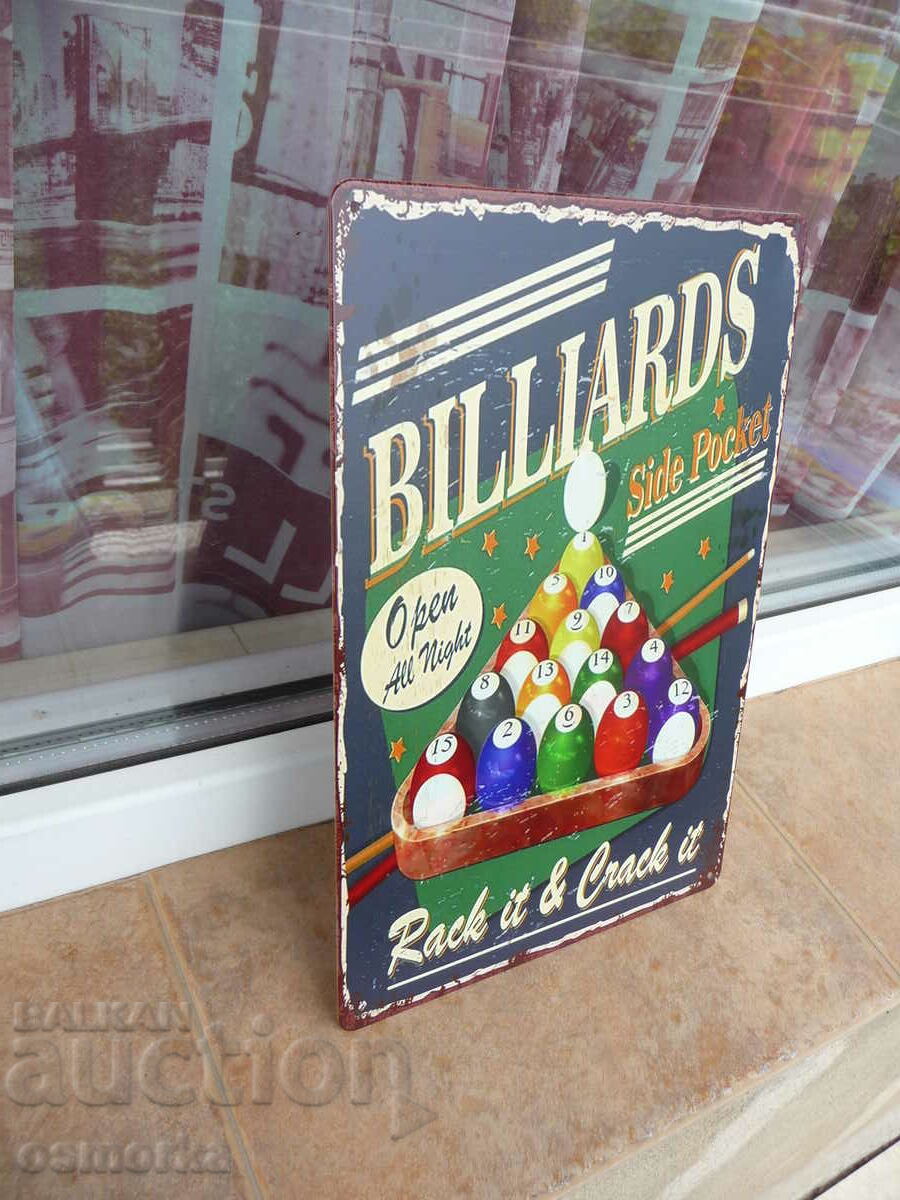 BILLIARDS
Side Pocket
Open
All Night
1
5 10
11 9 7
8 13 14 4
15 2 6 3 12
Rack it & Crack it
BALKAN
auction
osmorka